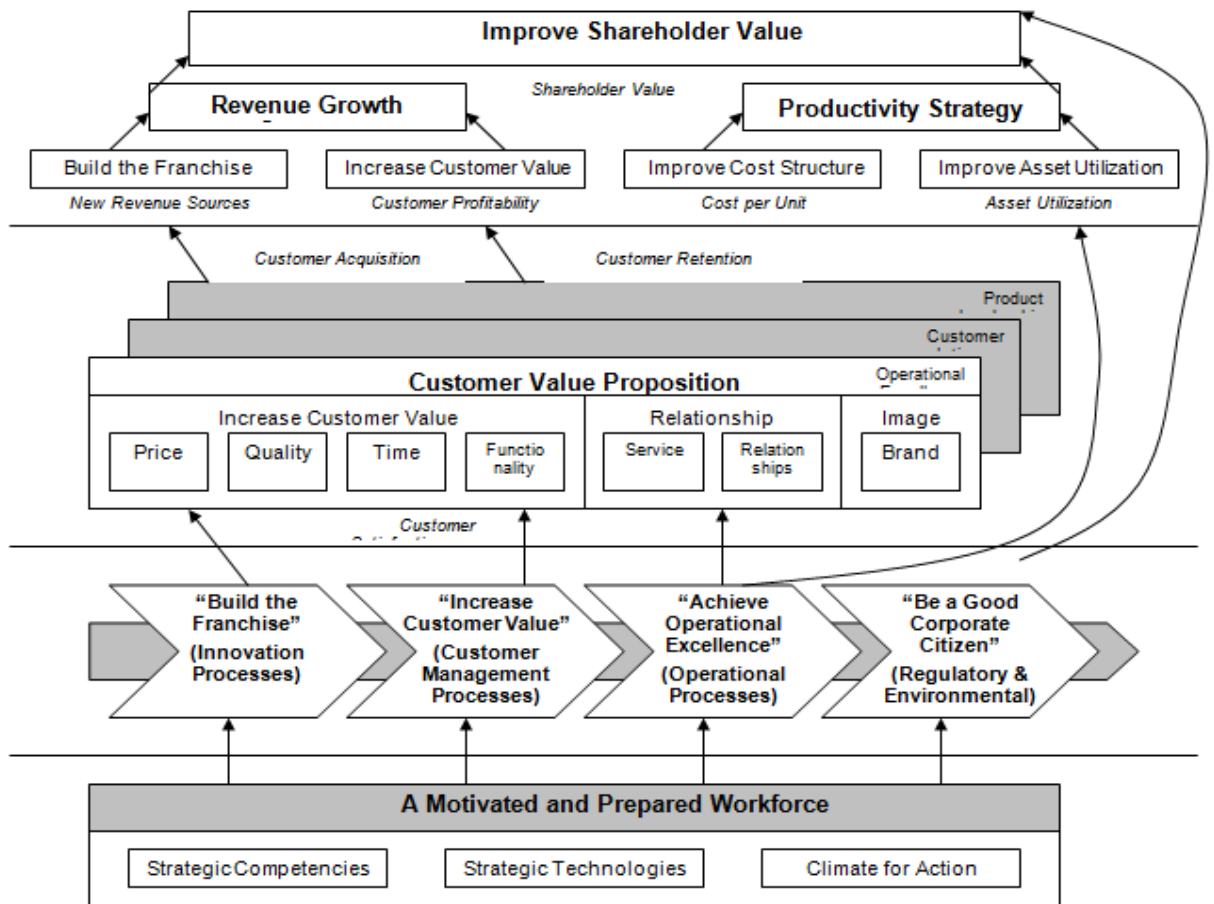 Improve Shareholder Value
Shareholder Value
Revenue Growth
Productivity Strategy
Build the Franchise
Increase Customer Value
Improve Cost Structure
Improve Asset Utilization
New Revenue Sources
Customer Profitability
Cost per Unit
Asset Utilization
Customer Acquisition
Customer Retention
Product
Customer
Operational
Customer Value Proposition
Increase Customer Value
Relationship
Image
Price
Quality
Time
Functio
nality
Service
Relation
ships
Brand
Customer
“Build the
Franchise”
(Innovation
Processes)
“Increase
Customer Value”
(Customer
Management
Processes)
“Achieve
Operational
Excellence”
(Operational
Processes)
“Be a Good
Corporate
Citizen”
(Regulatory &
Environmental)
A Motivated and Prepared Workforce
Strategic Competencies
Strategic Technologies
Climate for Action